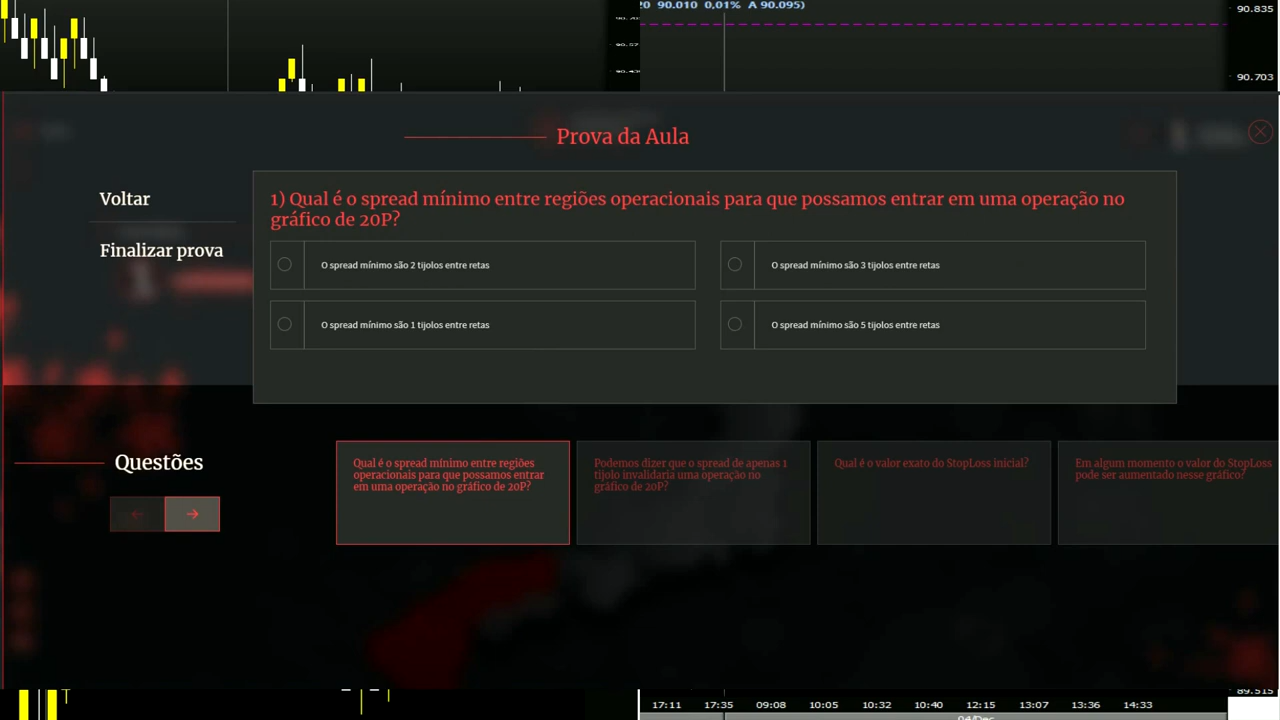 20 90.010 0,01% A 90.095)
90.835
90.703
Prova da Aula
Voltar
Finalizar prova
1) Qual é o spread mínimo entre regiões operacionais para que possamos entrar em uma operação no
gráfico de 20P?
O spread mínimo são 2 tijolos entre retas
O spread mínimo são 3 tijolos entre retas
O spread mínimo são 1 tijolos entre retas
O spread mínimo são 5 tijolos entre retas
Questões
Qual é o spread mínimo entre regiões
operacionais para que possamos entrar
em uma operação no gráfico de 20P?
Podemos dizer que o spread de apenas 1
tijolo invalidaria uma operação no
gráfico de 20P?
Qual é o valor exato do StopLoss inicial?
Em algum momento o valor do StopLoss
pode ser aumentado nesse gráfico?
89.515
17:11 17:35 09:08 10:05 10:32 10:40 12:15 13:07 13:36 14:33
04/Dec